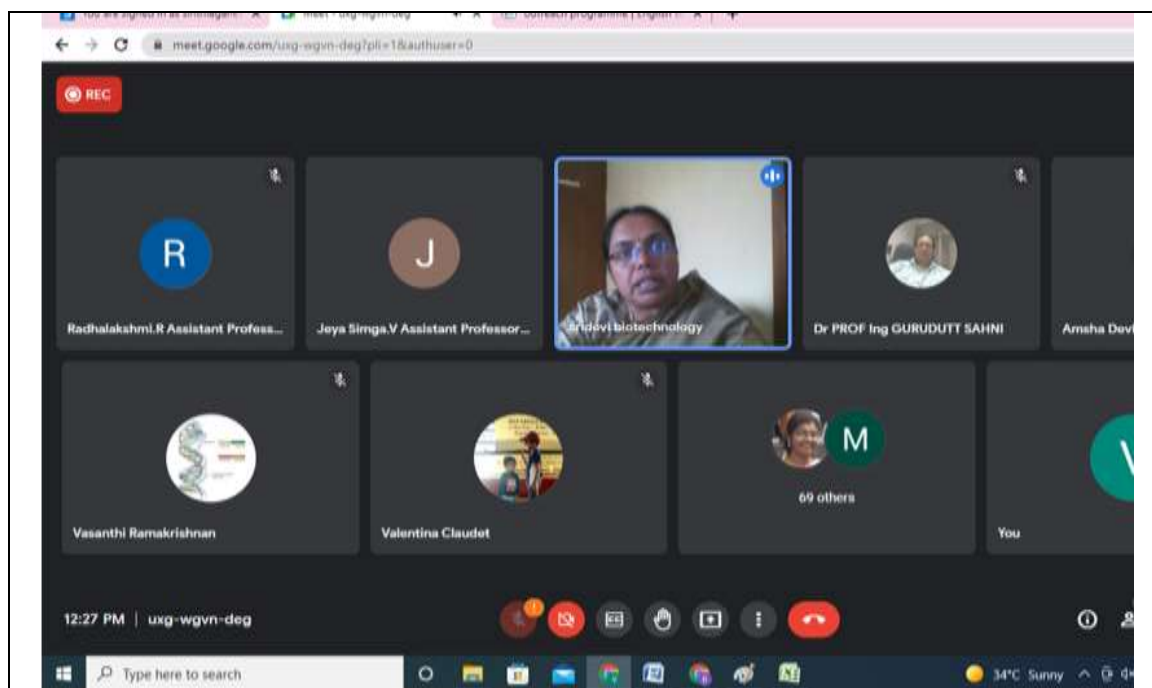 meet.google.com/uxg-wgvn-deg?pli=1&authuser=0
REC
R
J
Radhalakshmi.R Assistant Profess...
Jeya Simga.V Assistant Professor...
sridevi biotechnology
Dr PROF Ing GURUDUTT SAHNI
Amsha Devi
M
69 others
Vasanthi Ramakrishnan
Valentina Claudet
You
12:27 PM | uxg-wgvn-deg
Type here to search
34°C Sunny